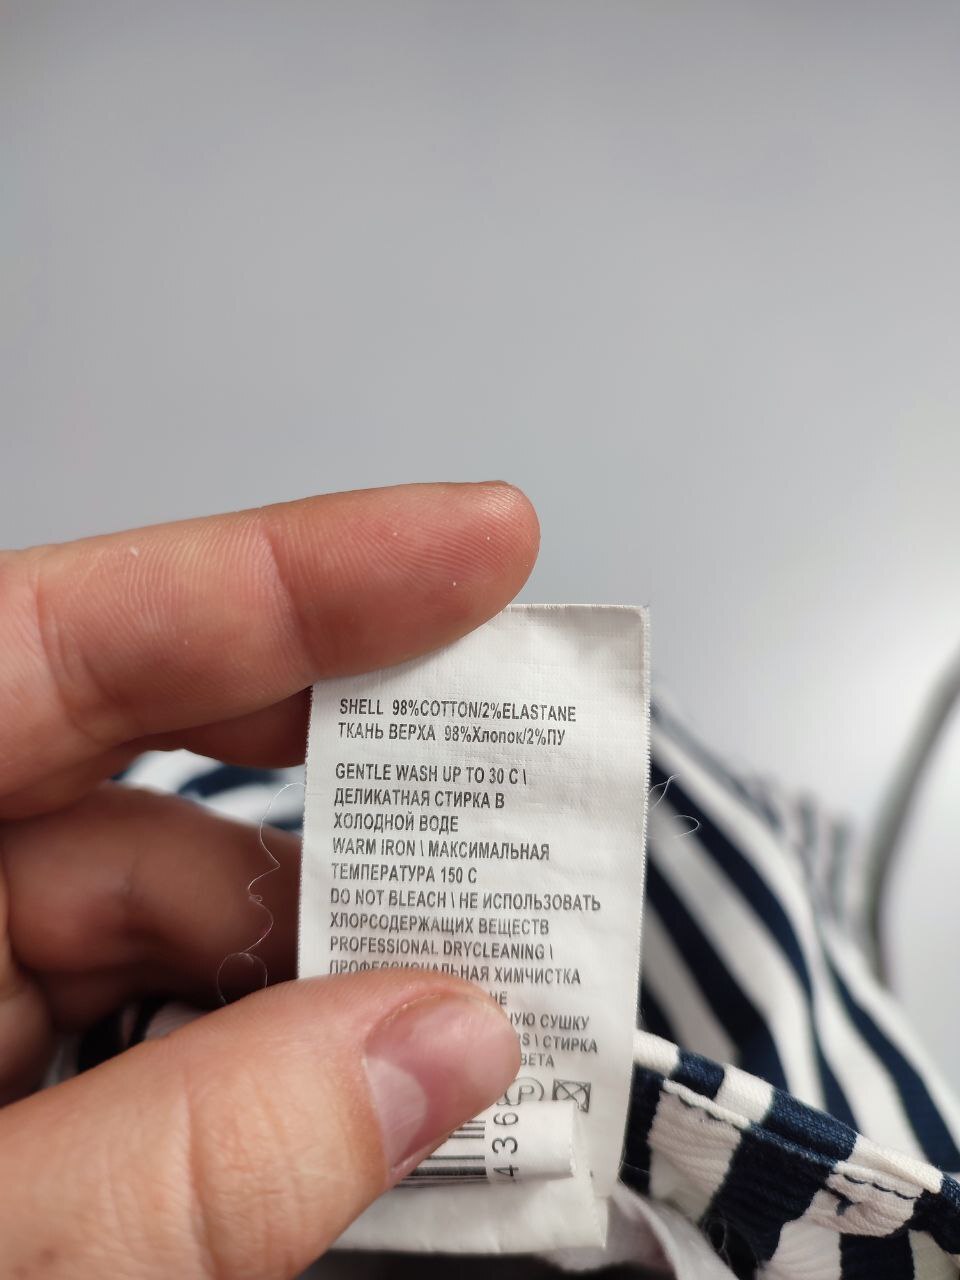 SHELL 98%COTTON/2%ELASTANE
ТКАНЬ ВЕРХА 98%Хлопок/2%ПУ
GENTLE WASH UP TO 30 C \
ДЕЛИКАТНАЯ СТИРКА В
ХОЛОДНОЙ ВОДЕ
WARM IRON \ МАКСИМАЛЬНАЯ
ТЕМПЕРАТУРА 150 С
DO NOT BLEACH \ НЕ ИСПОЛЬЗОВАТЬ
ХЛОРСОДЕРЖАЩИХ ВЕЩЕСТВ
PROFESSIONAL DRYCLEANING \
ПРОФЕССИОНАЛЬНАЯ ХИМЧИСТКА
НЕ
СУШКУ
\ СТИРКА
P
436